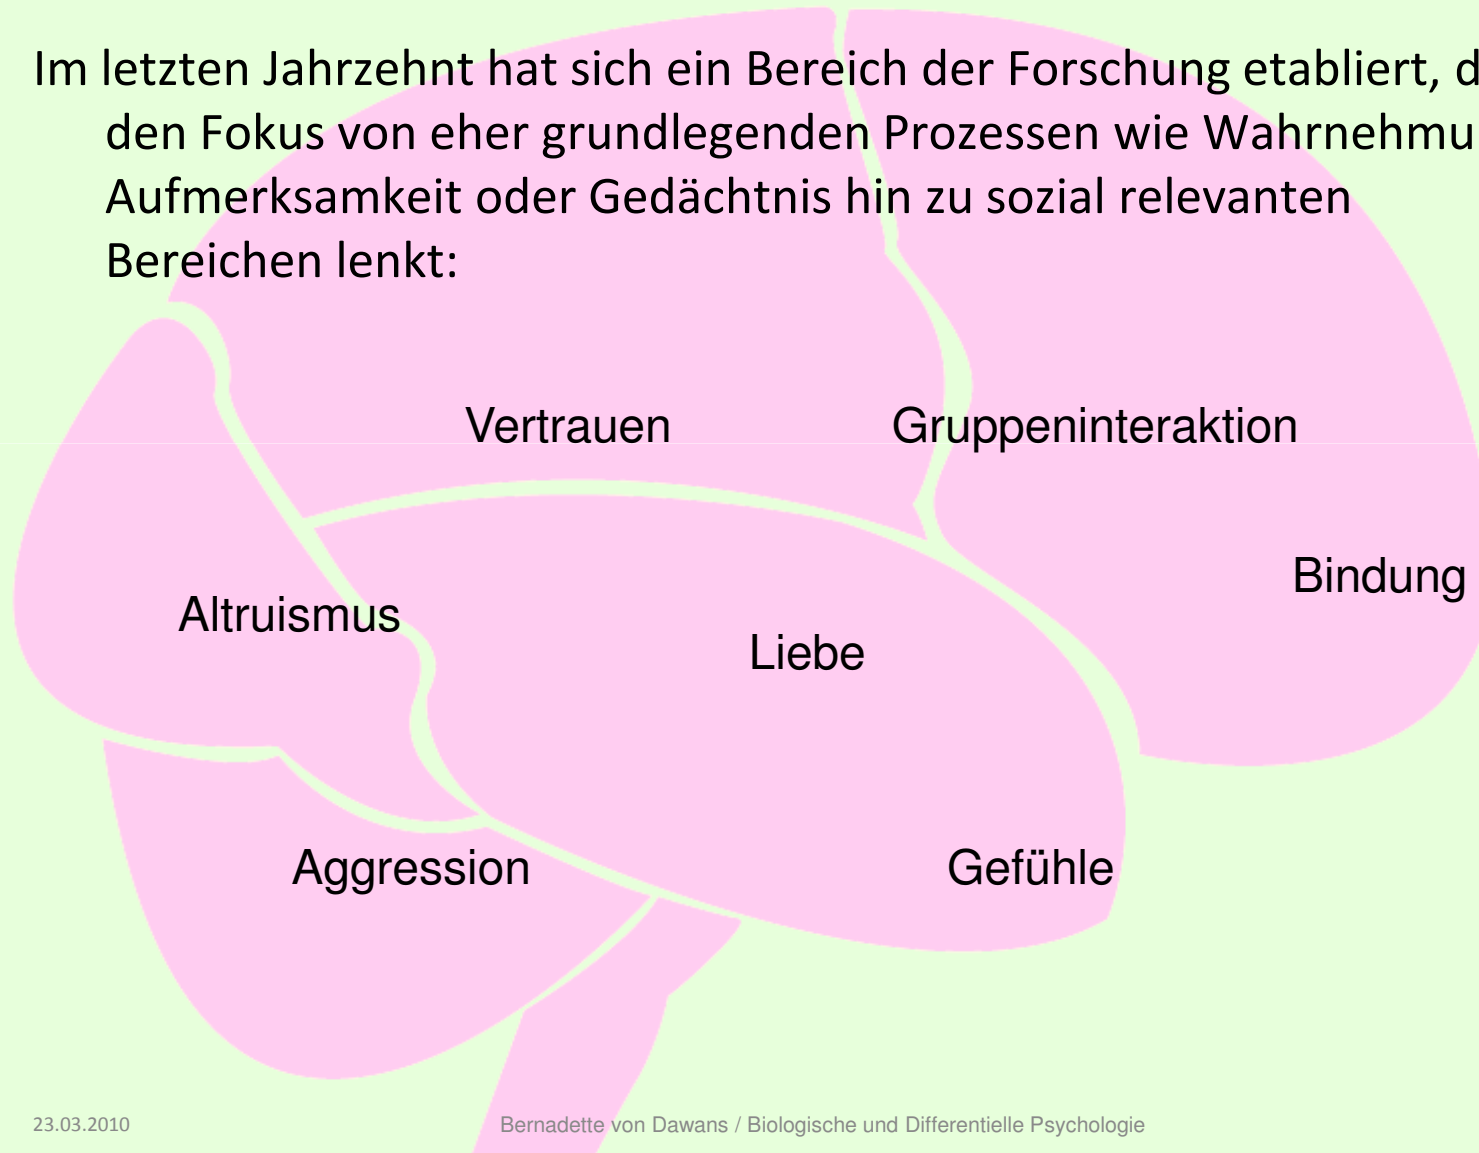 Im letzten Jahrzehnt hat sich ein Bereich der Forschung etabliert, d
den Fokus von eher grundlegenden Prozessen wie Wahrnehmu
Aufmerksamkeit oder Gedächtnis hin zu sozial relevanten
Bereichen lenkt:
Vertrauen
Gruppeninteraktion
Bindung
Altruismus
Liebe
Aggression
Gefühle
23.03.2010
Bernadette von Dawans / Biologische und Differentielle Psychologie